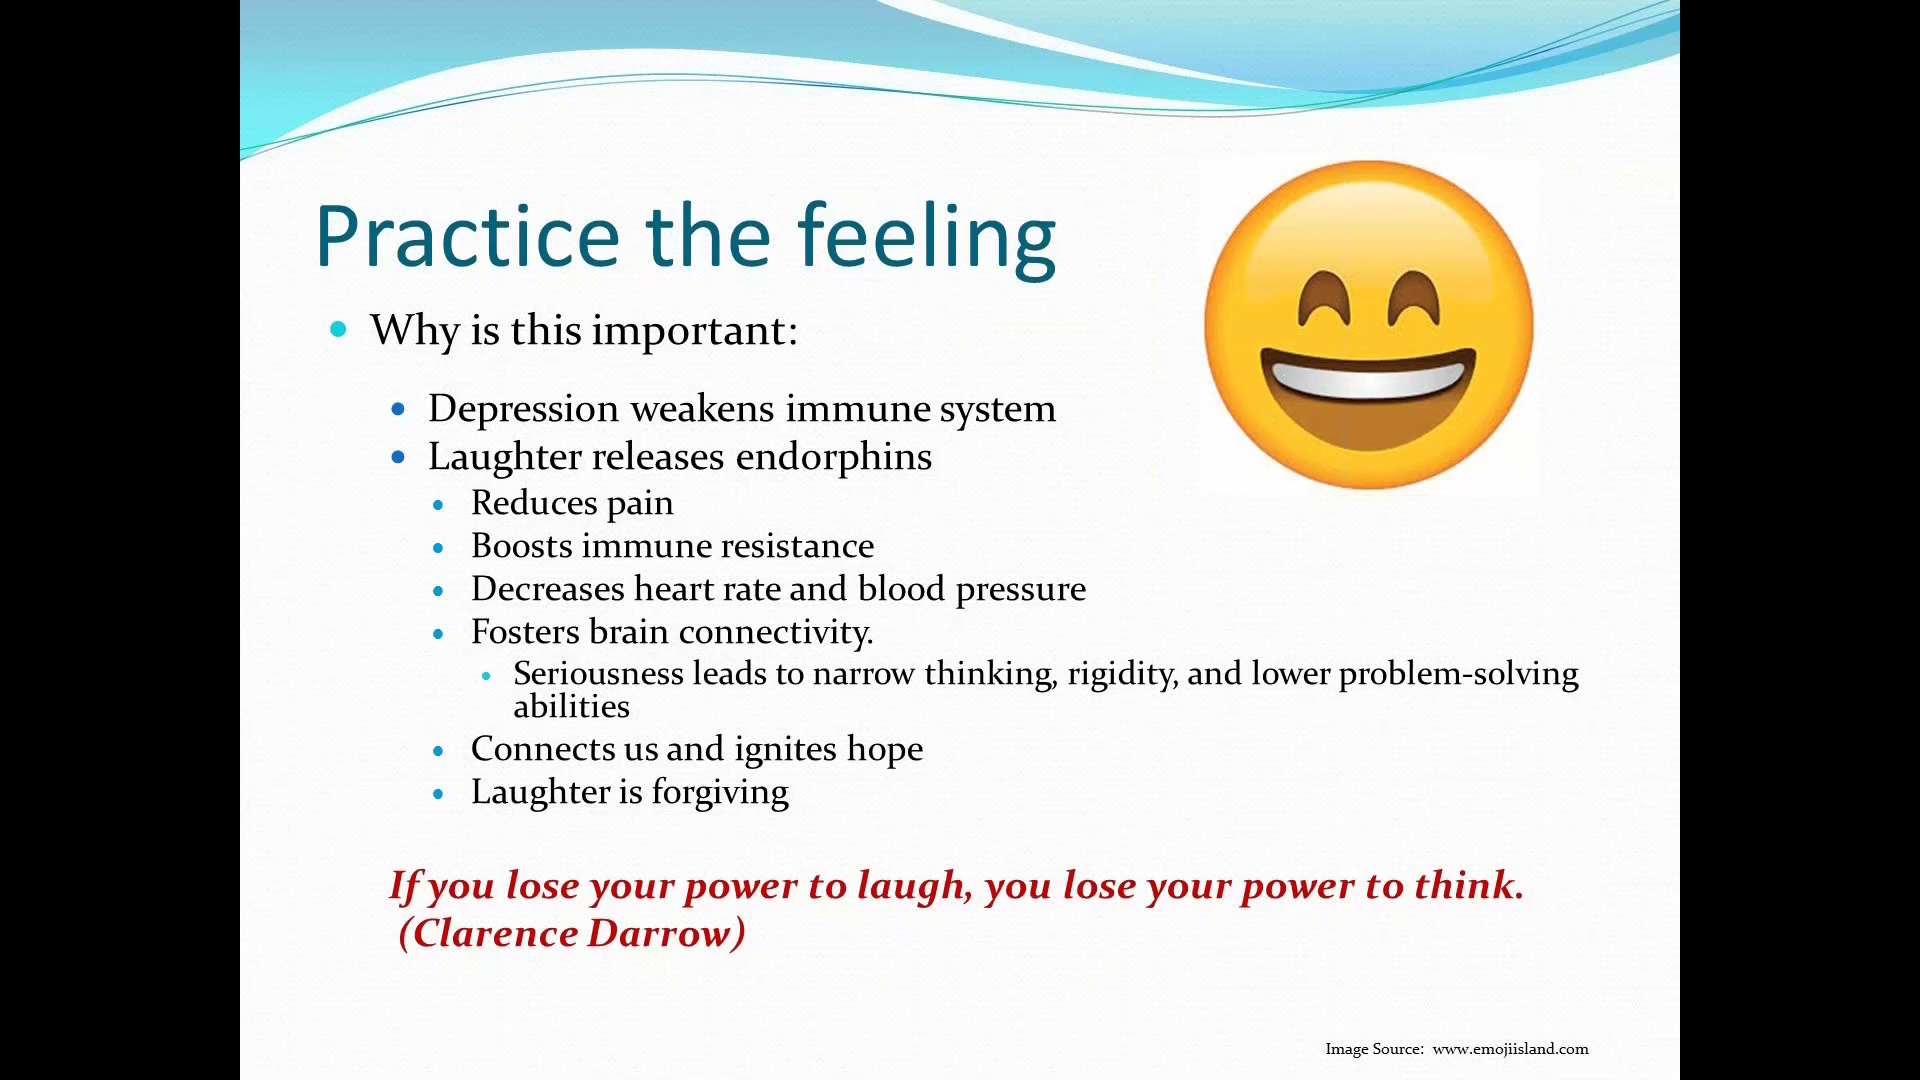 Practice the feeling
Why is this important:
Depression weakens immune system
Laughter releases endorphins
Reduces pain
Boosts immune resistance
Decreases heart rate and blood pressure
Fosters brain connectivity.
Seriousness leads to narrow thinking, rigidity, and lower problem-solving
abilities
Connects us and ignites hope
Laughter is forgiving
If you lose your power to laugh, you lose your power to think.
(Clarence Darrow)
Image Source: www.emojiisland.com